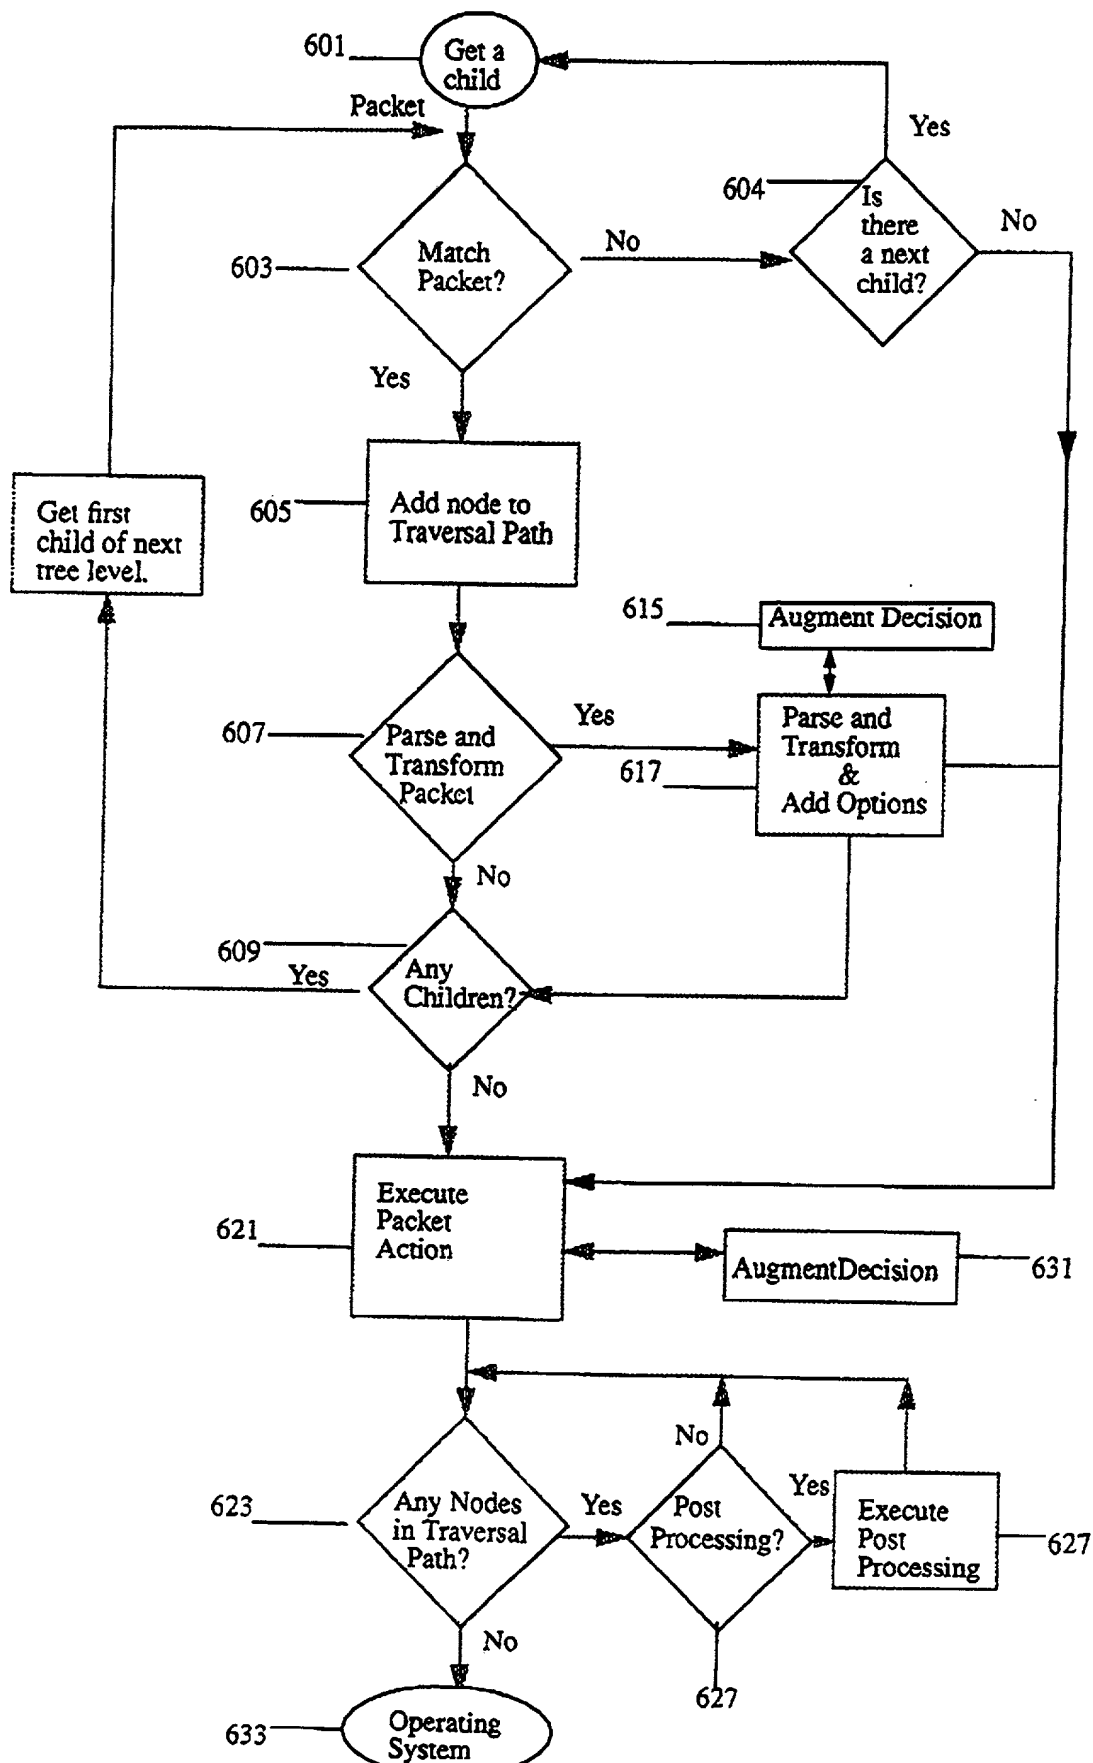 601
Get a
child
Packet
Yes
604
Is
there
a next
child?
No
603
Match
Packet?
No
Yes
Get first
child of next
tree level.
605
Add node to
Traversal Path
615
Augment Decision
607
Parse and
Transform
Packet
Yes
617
Parse and
Transform
&
Add Options
No
609
Yes
Any
Children?
No
621
Execute
Packet
Action
AugmentDecision
631
No
623
Any Nodes
in Traversal
Path?
Yes
Post
Processing?
Yes
Execute
Post
Processing
627
No
627
633
Operating
System